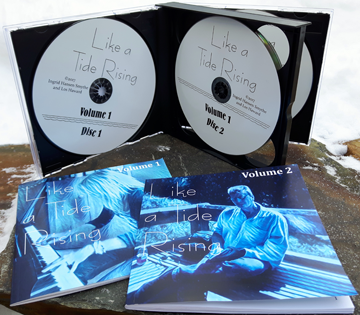 Like a
Tide Rising
Volume 1
Disc 1
Like a
Tide Rising
Volume 1
Disc 2
Volume 1
Like
a Tide
Rising
Volume 2
Like
a Tide
Rising